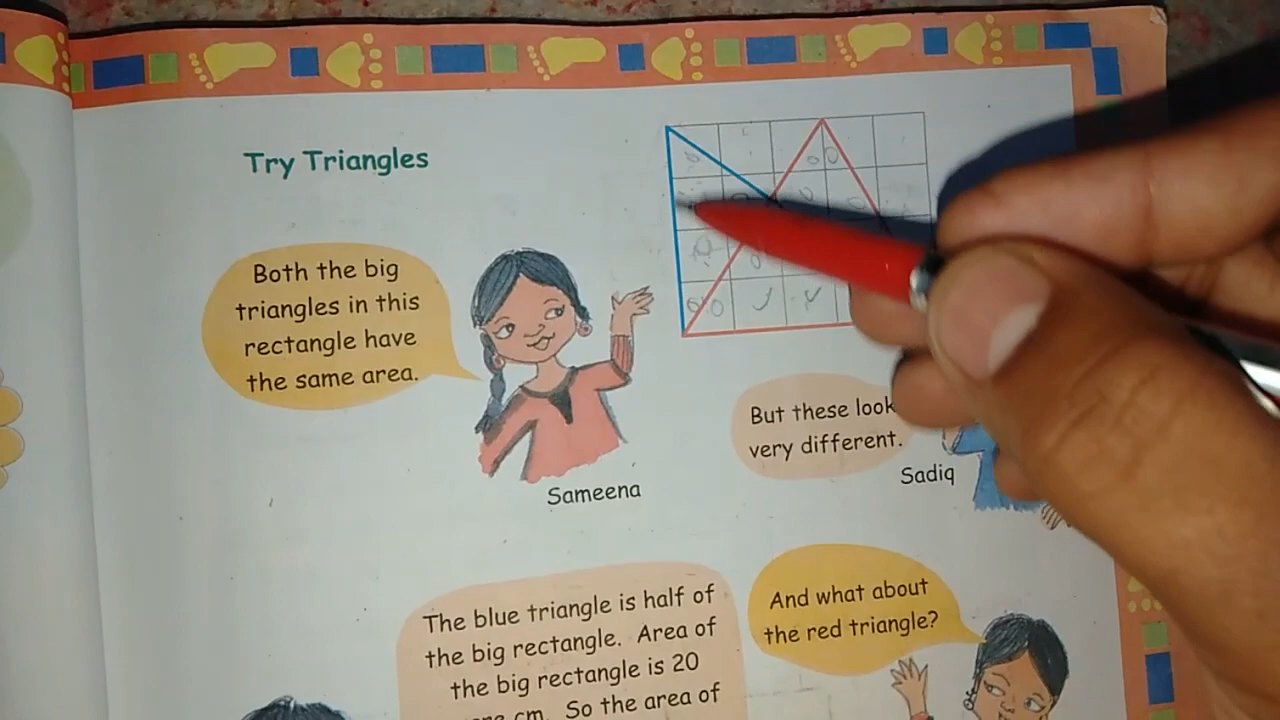 Try Triangles
Both the big
triangles in this
rectangle have
the same area.
But these look
very different.
Sameena
Sadiq
The blue triangle is half of
the big rectangle. Area of
the big rectangle is 20
cm. So the area of
And what about
the red triangle?